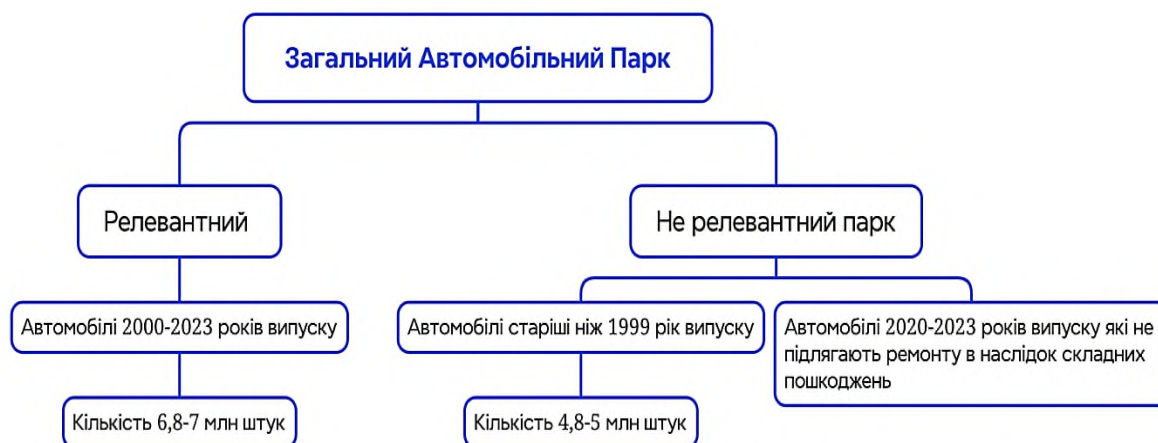 Загальний Автомобільний Парк
Релевантний
Не релевантний парк
Автомобілі 2000-2023 років випуску
Автомобілі старіші ніж 1999 рік випуску
Автомобілі 2020-2023 років випуску які не
підлягають ремонту в наслідок складних
пошкоджень
Кількість 6,8-7 млн штук
Кількість 4,8-5 млн штук